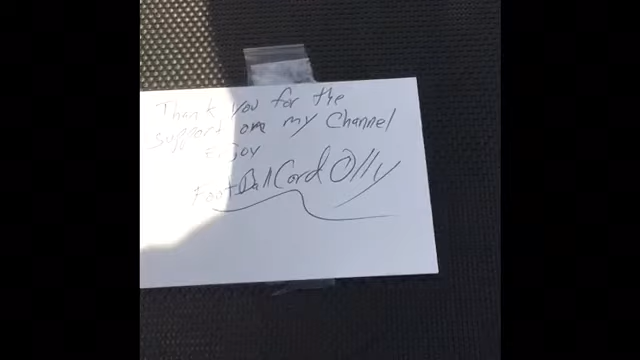 Thank you for the
support on my Channel
Enjoy
FootBallCardOlly